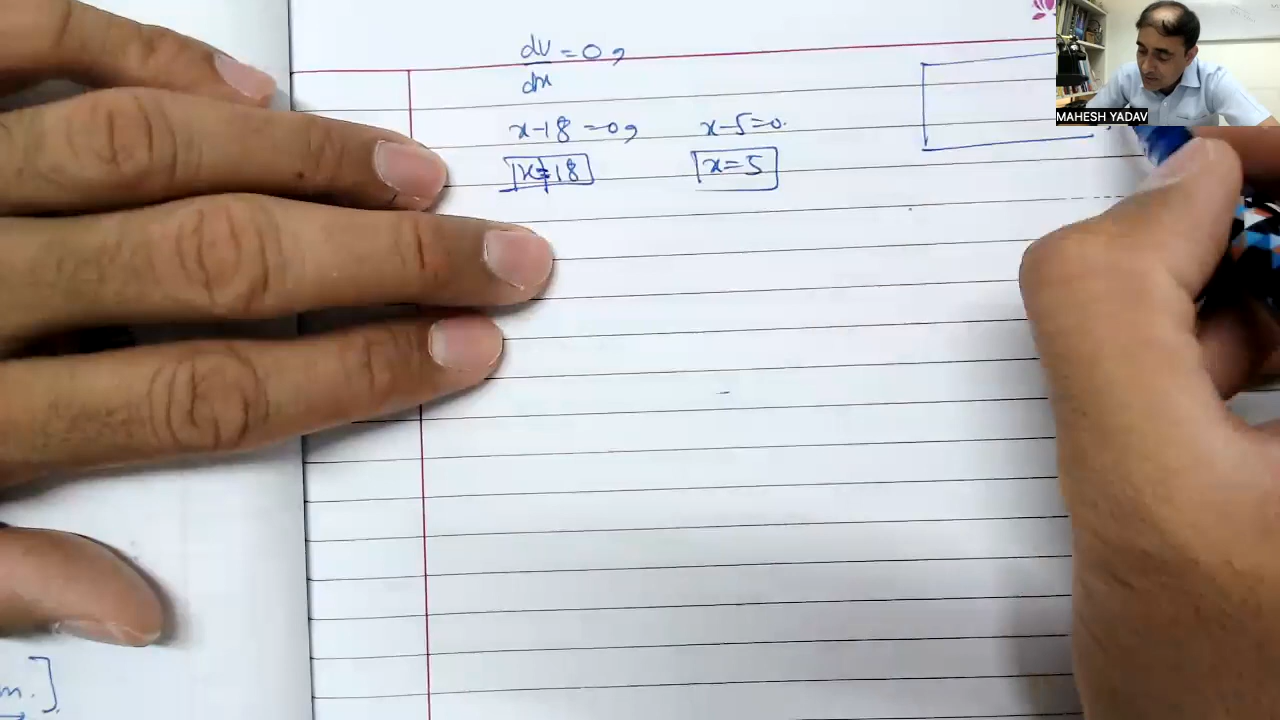 dv/dx = 0,
x-18 =0, x-5=0.
x≠18 x=5
m.]
MAHESH YADAV